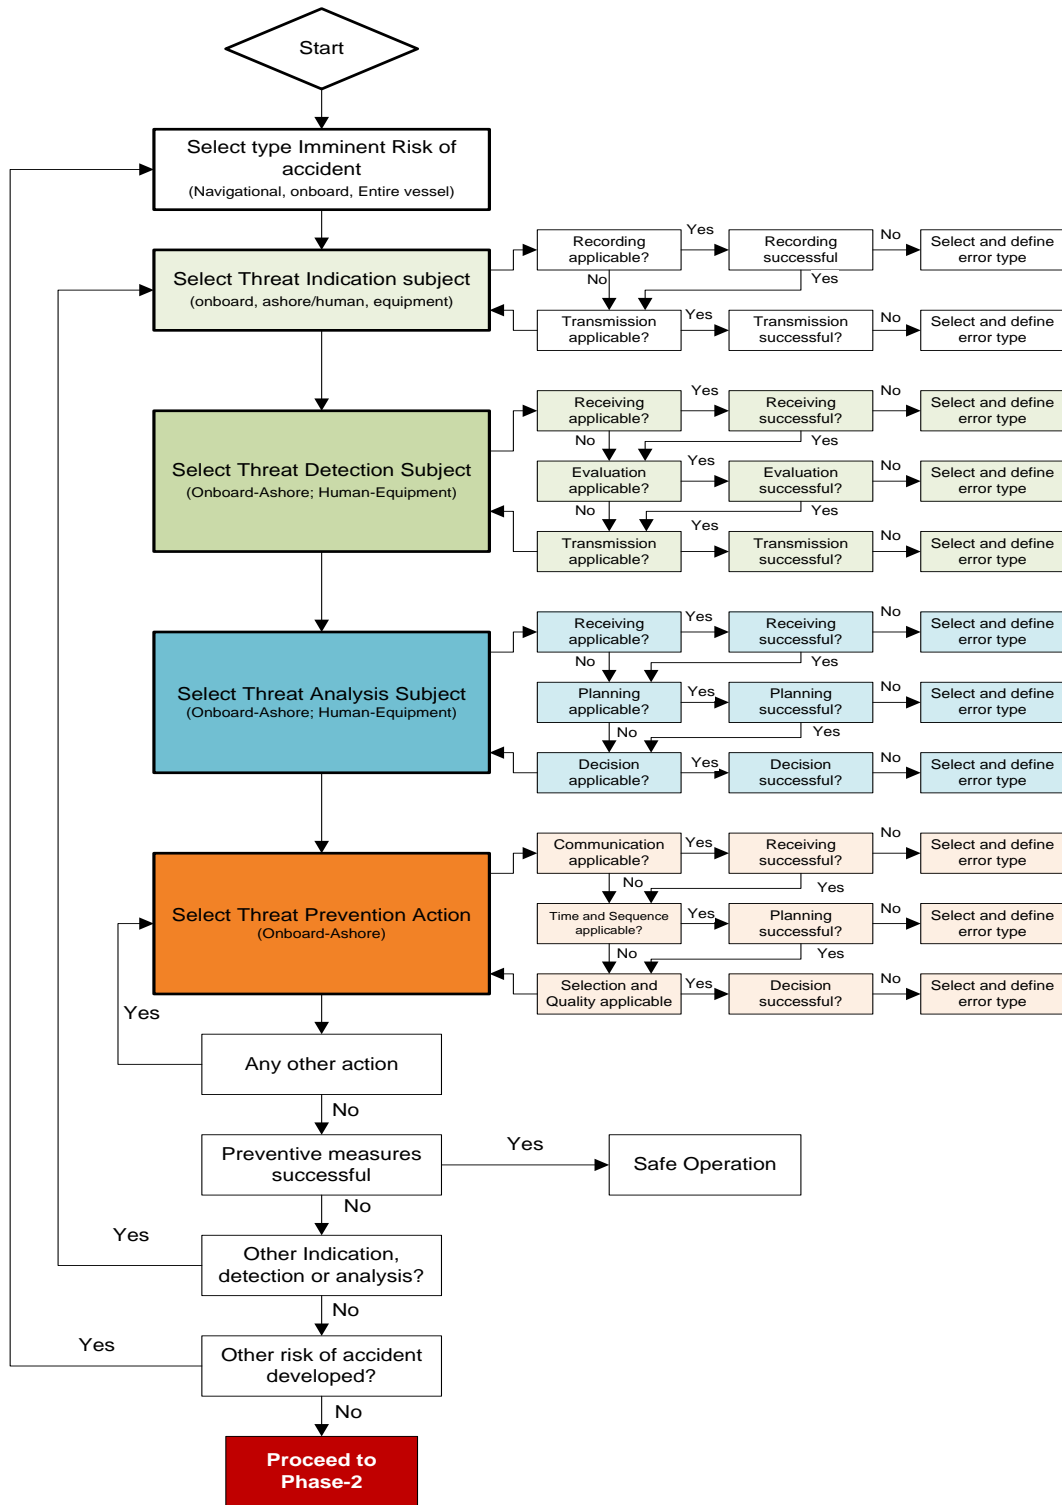 Start
Select type Imminent Risk of
accident
(Navigational, onboard, Entire vessel)
Select Threat Indication subject
(onboard, ashore/human, equipment)
Recording
applicable?
Yes
Recording
successful
No
Select and define
error type
No
Yes
Transmission
applicable?
Yes
Transmission
successful?
No
Select and define
error type
Select Threat Detection Subject
(Onboard-Ashore; Human-Equipment)
Receiving
applicable?
Yes
Receiving
successful?
No
Select and define
error type
No
Yes
Evaluation
applicable?
Yes
Evaluation
successful?
No
Select and define
error type
No
Yes
Transmission
applicable?
Yes
Transmission
successful?
No
Select and define
error type
Select Threat Analysis Subject
(Onboard-Ashore; Human-Equipment)
Receiving
applicable?
Yes
Receiving
successful?
No
Select and define
error type
No
Yes
Planning
applicable?
Yes
Planning
successful?
No
Select and define
error type
No
Yes
Decision
applicable?
Yes
Decision
successful?
No
Select and define
error type
Select Threat Prevention Action
(Onboard-Ashore)
Communication
applicable?
Yes
Receiving
successful?
No
Select and define
error type
No
Yes
Time and Sequence
applicable?
Yes
Planning
successful?
No
Select and define
error type
No
Yes
Selection and
Quality applicable
Yes
Decision
successful?
No
Select and define
error type
Yes
Any other action
No
Preventive measures
successful
Yes
Safe Operation
No
Yes
Other Indication,
detection or analysis?
No
Yes
Other risk of accident
developed?
No
Proceed to
Phase-2